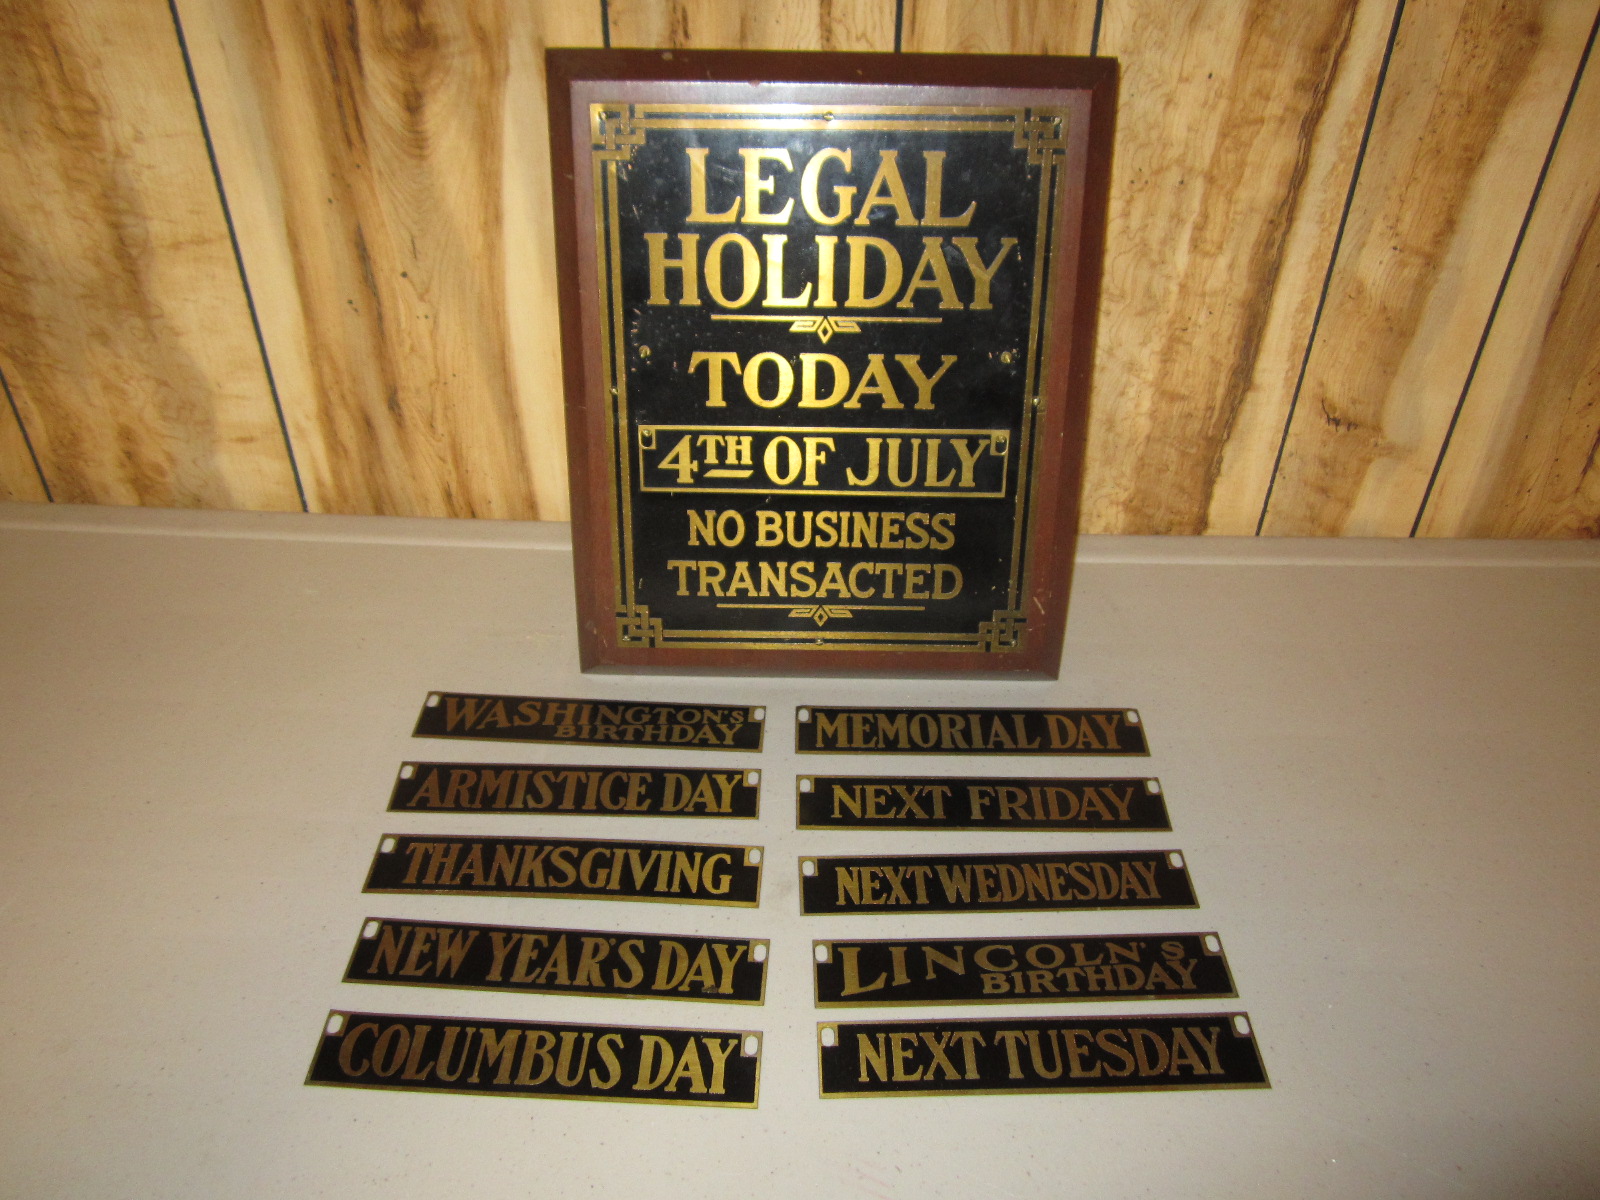 LEGAL
HOLIDAY
TODAY
4TH OF JULY
NO BUSINESS
TRANSACTED
WASHINGTON'S
BIRTHDAY
ARMISTICE DAY
THANKSGIVING
NEW YEAR'S DAY
COLUMBUS DAY
MEMORIAL DAY
NEXT FRIDAY
NEXT WEDNESDAY
LINCOLN'S
BIRTHDAY
NEXT TUESDAY